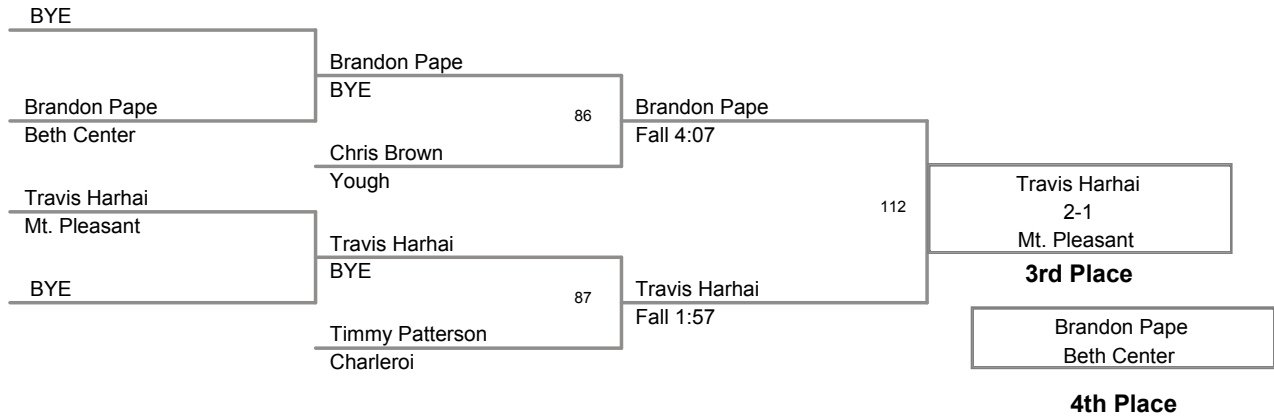 BYE
Brandon Pape
Beth Center
Travis Harhai
Mt. Pleasant
BYE
Brandon Pape
BYE
86
Chris Brown
Yough
Travis Harhai
BYE
87
Timmy Patterson
Charleroi
Brandon Pape
Fall 4:07
112
Travis Harhai
Fall 1:57
Travis Harhai
2-1
Mt. Pleasant
3rd Place
Brandon Pape
Beth Center
4th Place